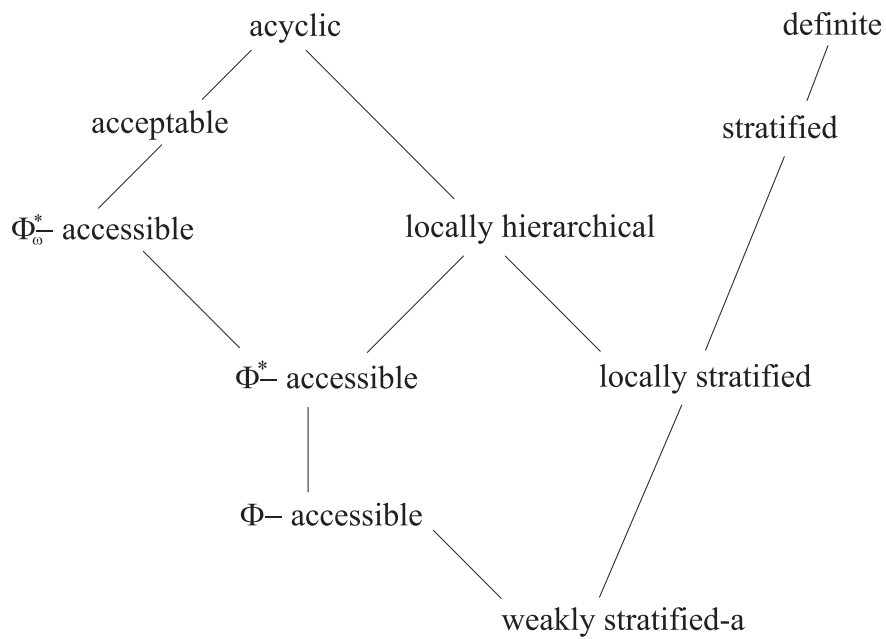 acyclic
definite
acceptable
stratified
Φ*ω– accessible
locally hierarchical
Φ*– accessible
locally stratified
Φ– accessible
weakly stratified-a